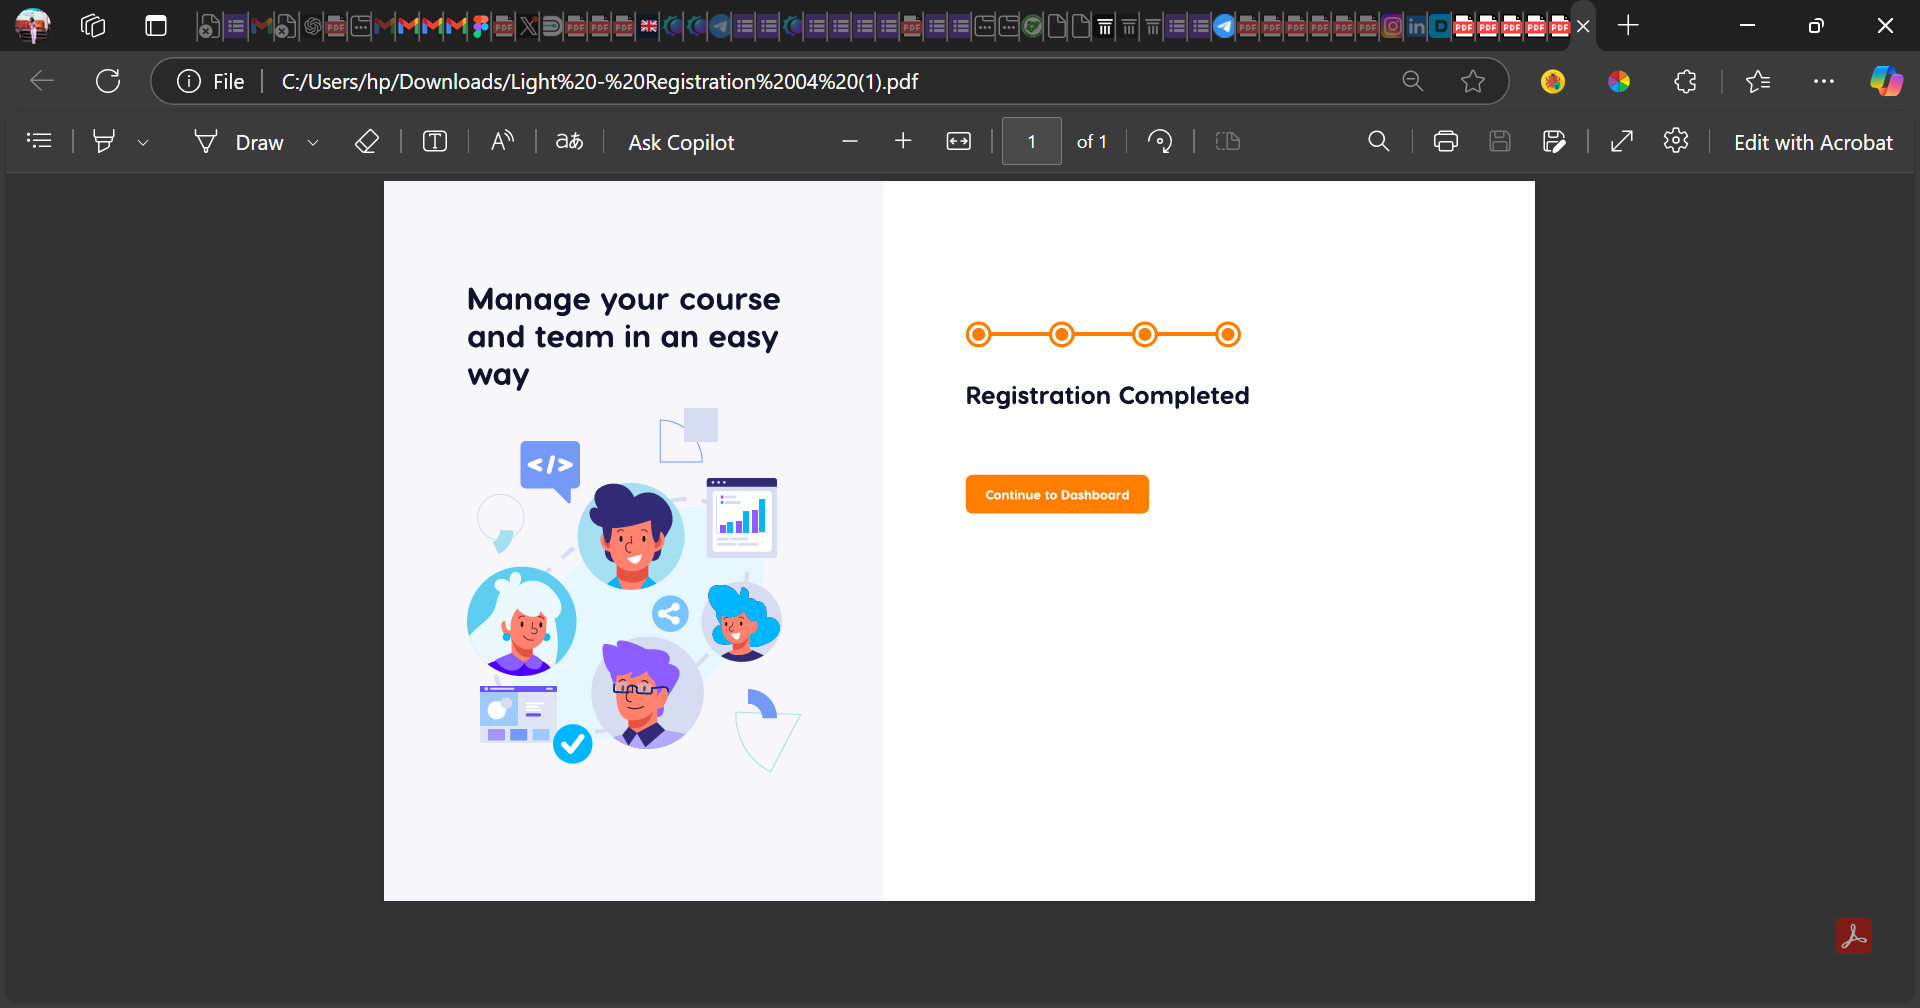 File
C:/Users/hp/Downloads/Light%20-%20Registration%2004%20(1).pdf
Draw
Ask Copilot
1
of 1
Edit with Acrobat
Manage your course
and team in an easy
way
</>
Registration Completed
Continue to Dashboard